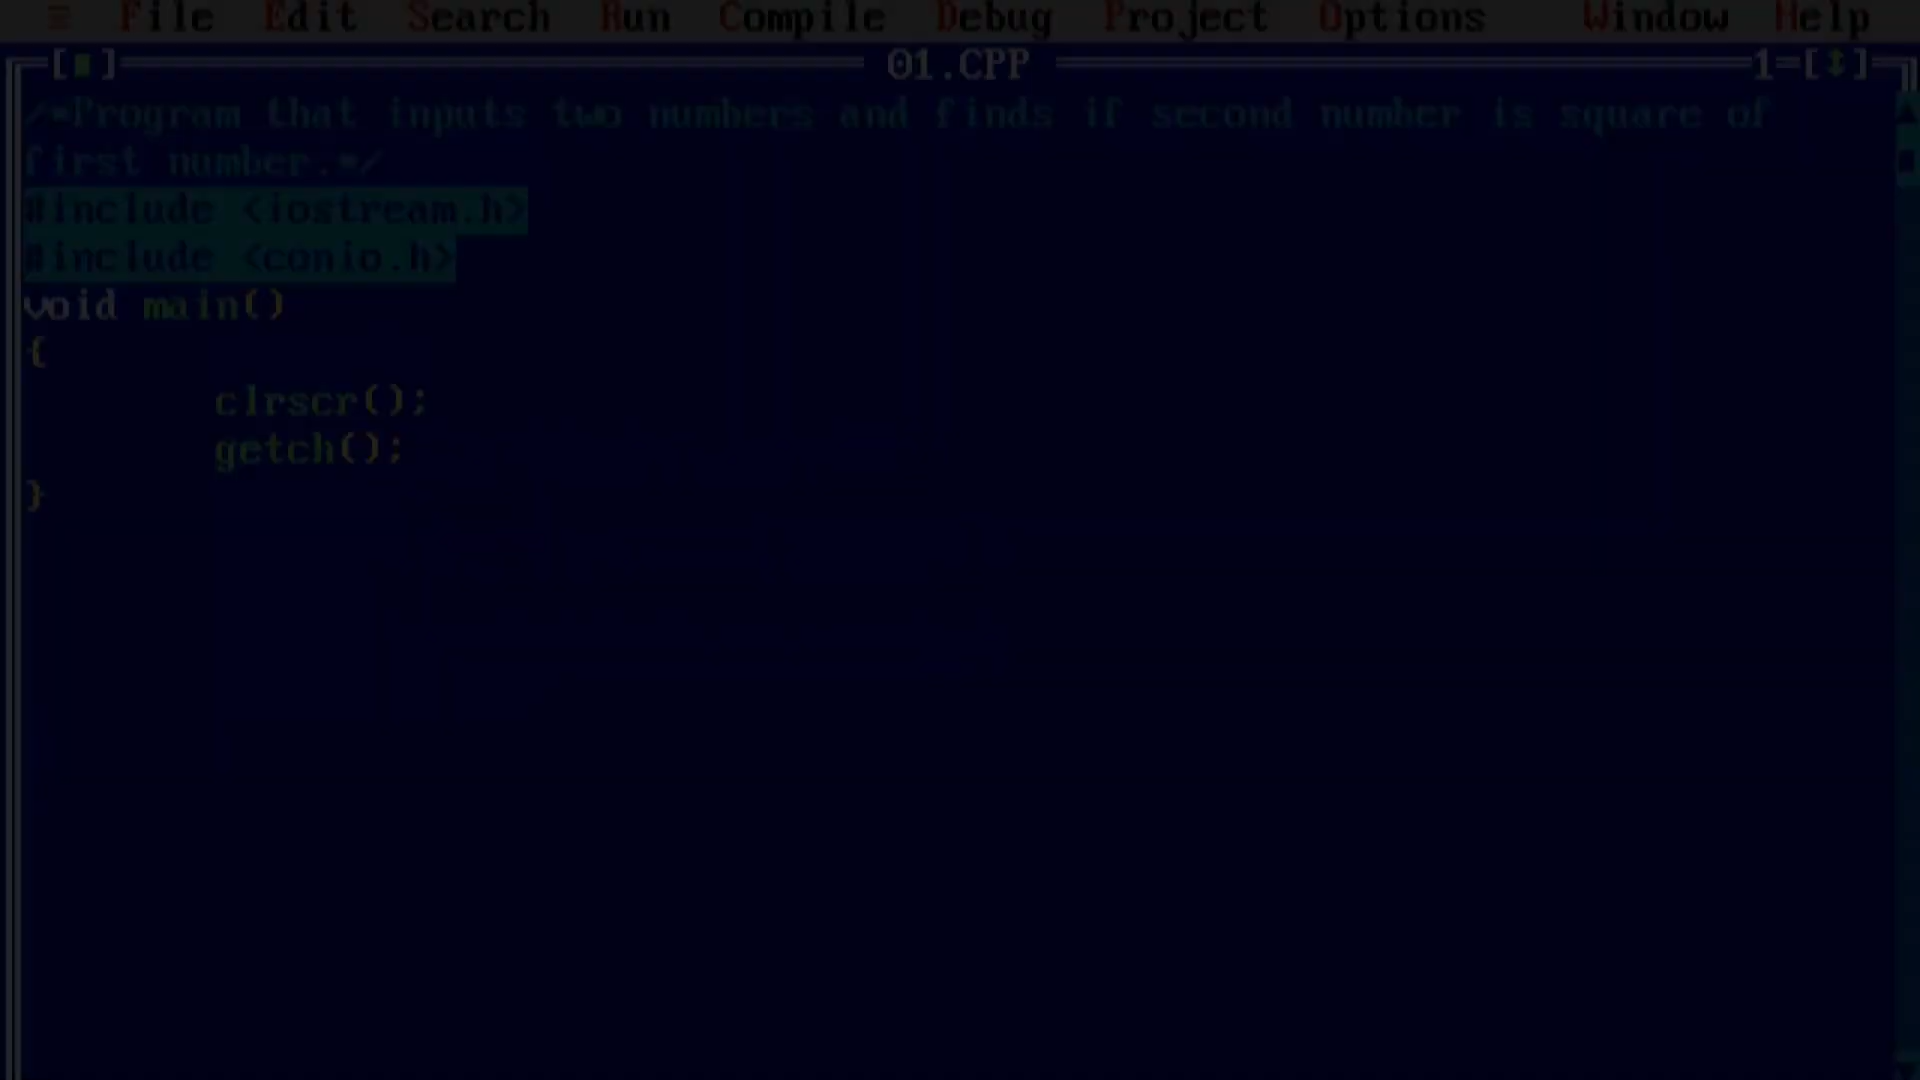 ≡ File Edit Search Run Compile Debug Project Options Window Help
[■] 01.CPP 1=[↕]
/*Program that inputs two numbers and finds if second number is square of
first number.*/
#include <iostream.h>
#include <conio.h>
void main()
{
clrscr();
getch();
}